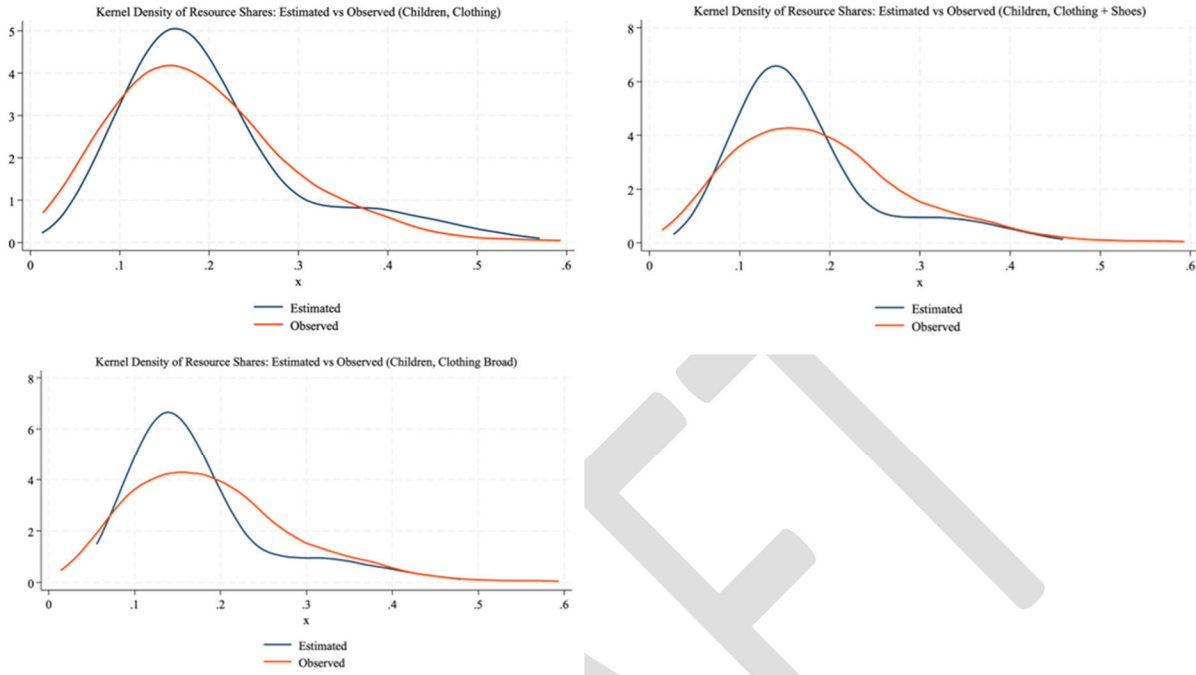 Kernel Density of Resource Shares: Estimated vs Observed (Children, Clothing)
5
4
3
2
1
0
0 .1 .2 .3 .4 .5 .6
x
Estimated
Observed
Kernel Density of Resource Shares: Estimated vs Observed (Children, Clothing + Shoes)
8
6
4
2
0
0 .1 .2 .3 .4 .5 .6
x
Estimated
Observed
Kernel Density of Resource Shares: Estimated vs Observed (Children, Clothing Broad)
8
6
4
2
0
0 .1 .2 .3 .4 .5 .6
x
Estimated
Observed